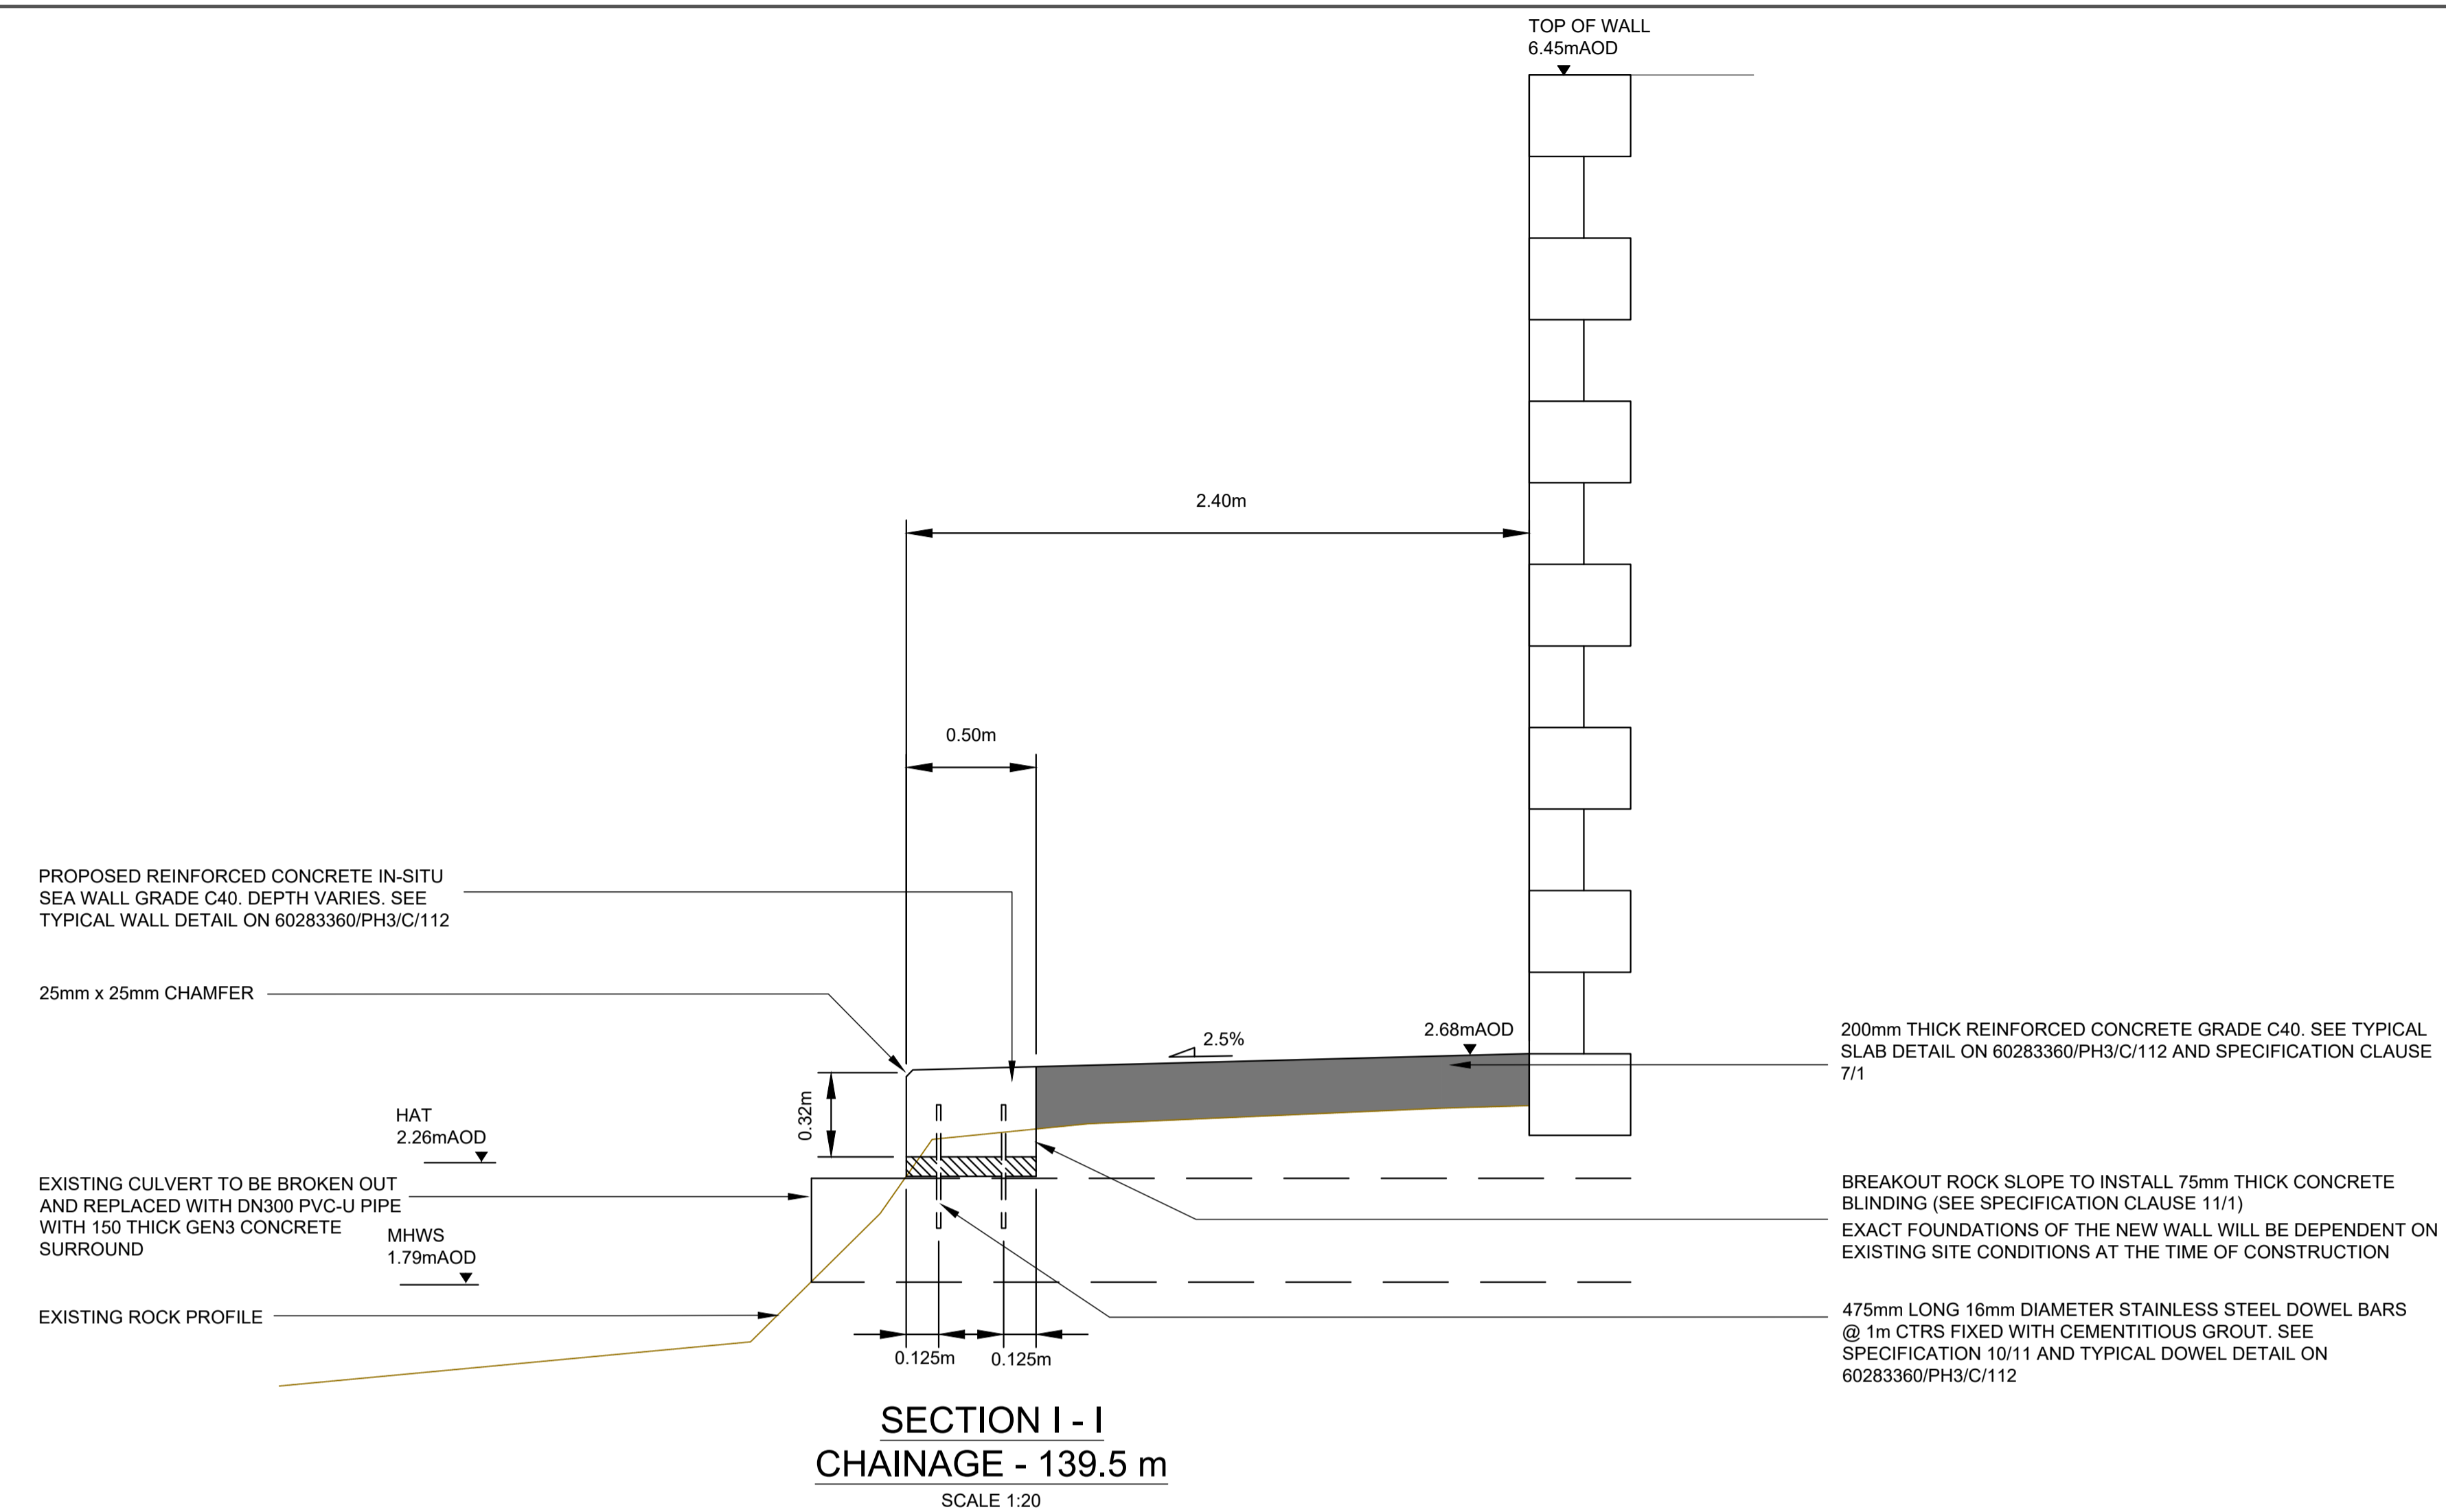 TOP OF WALL
6.45mAOD
2.40m
0.50m
PROPOSED REINFORCED CONCRETE IN-SITU
SEA WALL GRADE C40. DEPTH VARIES. SEE
TYPICAL WALL DETAIL ON 60283360/PH3/C/112
25mm x 25mm CHAMFER
2.5%
2.68mAOD
200mm THICK REINFORCED CONCRETE GRADE C40. SEE TYPICAL
SLAB DETAIL ON 60283360/PH3/C/112 AND SPECIFICATION CLAUSE
7/1
0.32m
HAT
2.26mAOD
EXISTING CULVERT TO BE BROKEN OUT
AND REPLACED WITH DN300 PVC-U PIPE
WITH 150 THICK GEN3 CONCRETE
SURROUND
MHWS
1.79mAOD
BREAKOUT ROCK SLOPE TO INSTALL 75mm THICK CONCRETE
BLINDING (SEE SPECIFICATION CLAUSE 11/1)
EXACT FOUNDATIONS OF THE NEW WALL WILL BE DEPENDENT ON
EXISTING SITE CONDITIONS AT THE TIME OF CONSTRUCTION
EXISTING ROCK PROFILE
475mm LONG 16mm DIAMETER STAINLESS STEEL DOWEL BARS
@ 1m CTRS FIXED WITH CEMENTITIOUS GROUT. SEE
SPECIFICATION 10/11 AND TYPICAL DOWEL DETAIL ON
60283360/PH3/C/112
0.125m
0.125m
SECTION I - I
CHAINAGE - 139.5 m
SCALE 1:20